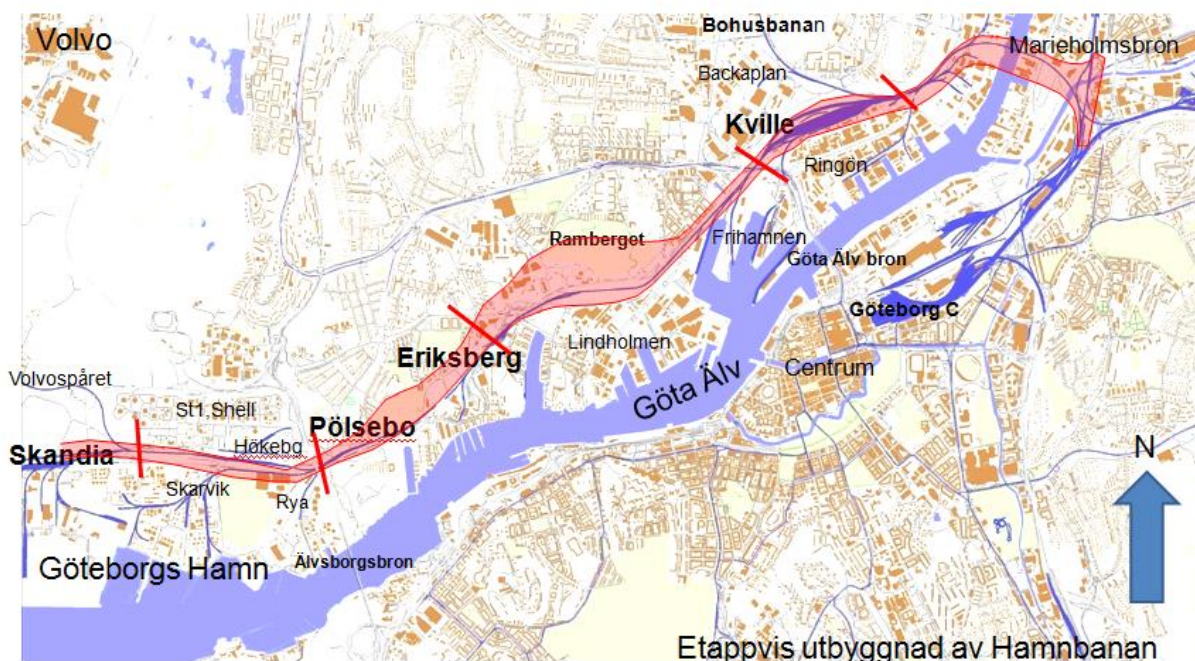 Volvo
Bohusbanan
Marieholmsbron
Backaplan
Kville
Ringön
Rambergot
Frihamnen
Göta Älv bron
Göteborg C
Eriksberg
Lindholmen
Centrum
Göta Älv
Volvospåret
St1,Shell
Pölsebo
Hökebg
Skandia
Skarvik
Rya
N
Göteborgs Hamn
Älvsborgsbron
Etappvis utbyggnad av Hamnbanan